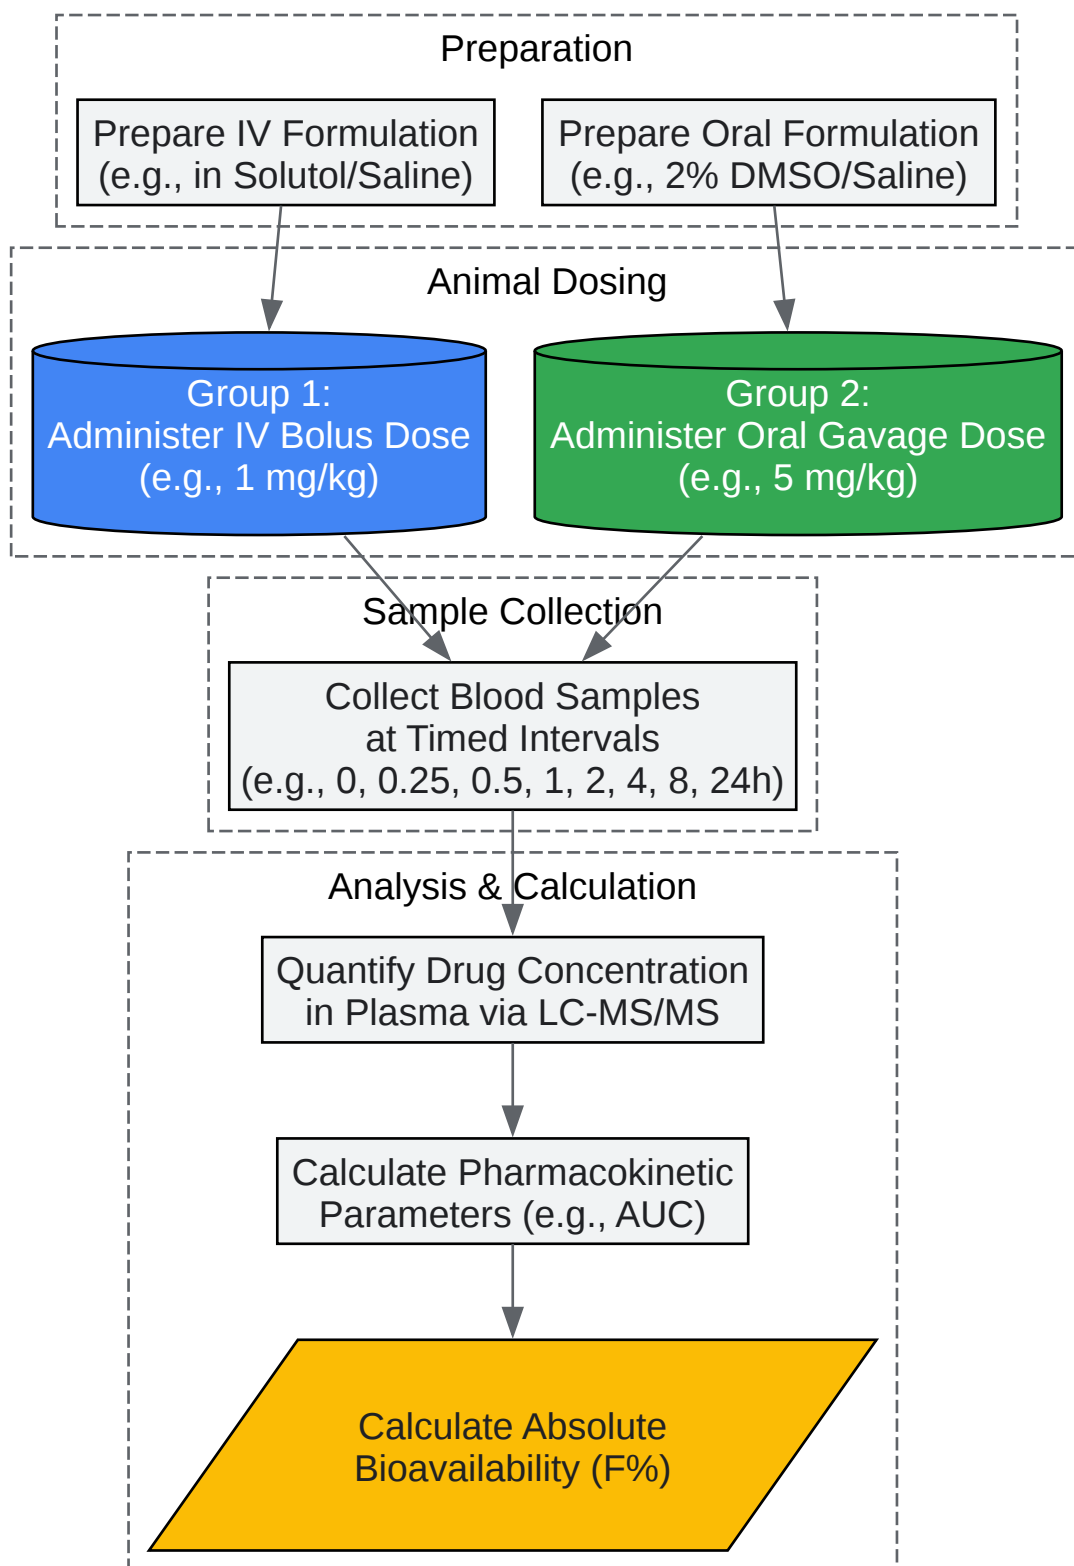 Preparation
Prepare IV Formulation
(e.g., in Solutol/Saline)
Prepare Oral Formulation
(e.g., 2% DMSO/Saline)
Animal Dosing
Group 1:
Administer IV Bolus Dose
(e.g., 1 mg/kg)
Group 2:
Administer Oral Gavage Dose
(e.g., 5 mg/kg)
Sample Collection
Collect Blood Samples
at Timed Intervals
(e.g., 0, 0.25, 0.5, 1, 2, 4, 8, 24h)
Analysis & Calculation
Quantify Drug Concentration
in Plasma via LC-MS/MS
Calculate Pharmacokinetic
Parameters (e.g., AUC)
Calculate Absolute
Bioavailability (F%)